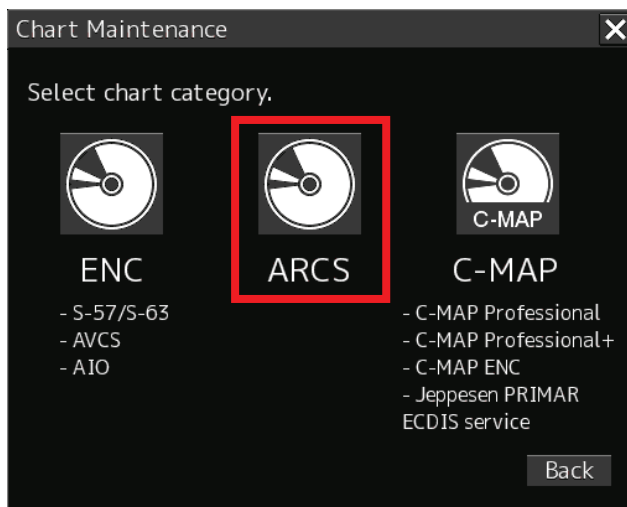 Chart Maintenance
Select chart category.
C-MAP
ENC
ARCS
C-MAP
- S-57/S-63
- AVCS
- AIO
- C-MAP Professional
- C-MAP Professional+
- C-MAP ENC
- Jeppesen PRIMAR
ECDIS service
Back